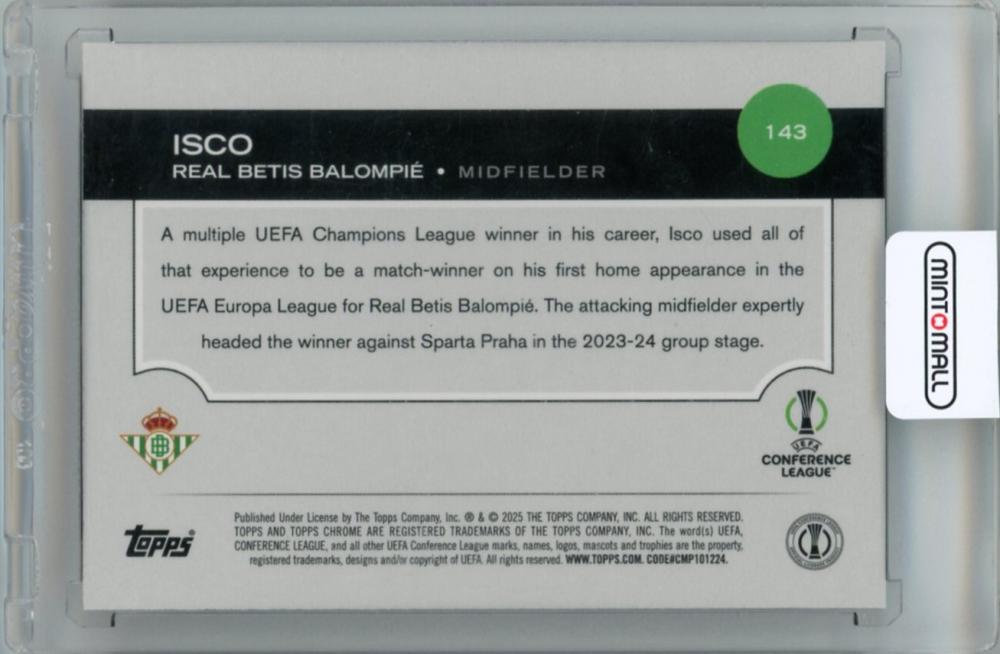 ISCO
REAL BETIS BALOMPIÉ • MIDFIELDER
143
A multiple UEFA Champions League winner in his career, Isco used all of
that experience to be a match-winner on his first home appearance in the
UEFA Europa League for Real Betis Balompié. The attacking midfielder expertly
headed the winner against Sparta Praha in the 2023-24 group stage.
MINTOMALL
UEFA
CONFERENCE
LEAGUE™
topps®
Published Under License by The Topps Company, Inc. ® & © 2025 THE TOPPS COMPANY, INC. ALL RIGHTS RESERVED.
TOPPS AND TOPPS CHROME ARE REGISTERED TRADEMARKS OF THE TOPPS COMPANY, INC. The word(s) UEFA,
CONFERENCE LEAGUE, and all other UEFA Conference League marks, names, logos, mascots and trophies are the property,
registered trademarks, designs and/or copyright of UEFA. All rights reserved. WWW.TOPPS.COM. CODE#CMP101224.